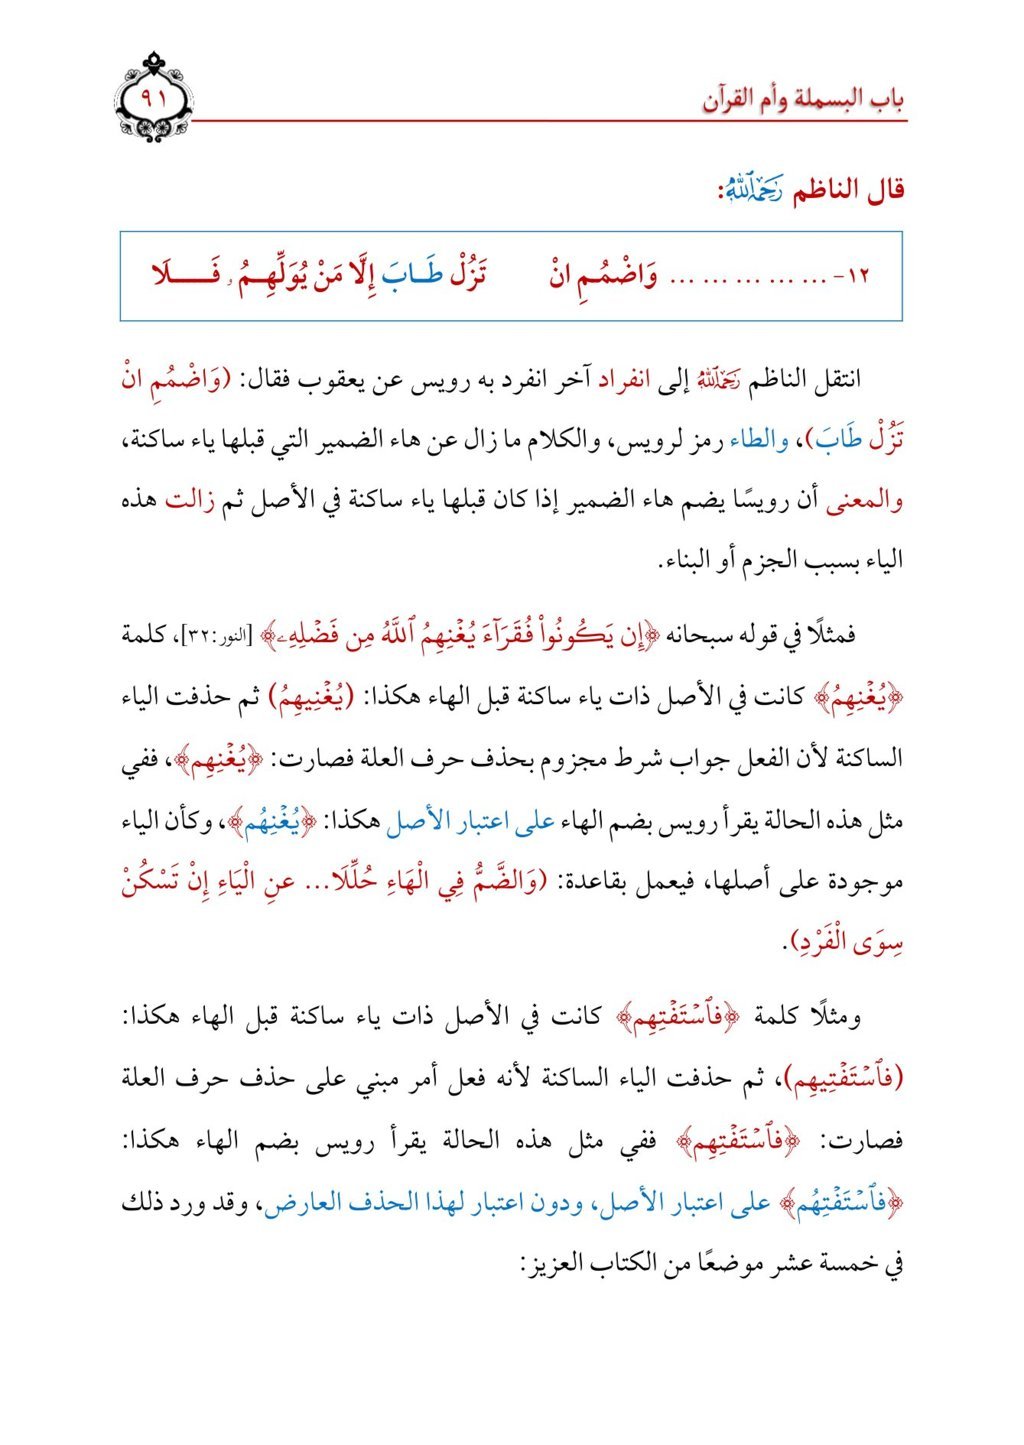 باب البسملة وأم القرآن
٩١
قال الناظم رَحِمَهُ ٱللَّهُ:
١٢- ... ... ... ... ... وَاضْمُمِ انْ تَزُلْ طَابَ إِلَّا مَنْ يُوَلِّهِمُۥ فَـلَا
انتقل الناظم رَحِمَهُ ٱللَّهُ إلى انفراد آخر انفرد به رويس عن يعقوب فقال: (وَاضْمُمِ انْ
تَزُلْ طَابَ)، والطاء رمز لرويس، والكلام ما زال عن هاء الضمير التي قبلها ياء ساكنة،
والمعنى أن رويسًا يضم هاء الضمير إذا كان قبلها ياء ساكنة في الأصل ثم زالت هذه
الياء بسبب الجزم أو البناء.
فمثلًا في قوله سبحانه ﴿إِن يَكُونُواْ فُقَرَآءَ يُغْنِهِمُ ٱللَّهُ مِن فَضْلِهِۦ﴾ [النور:٣٢]، كلمة
﴿يُغْنِهِمُ﴾ كانت في الأصل ذات ياء ساكنة قبل الهاء هكذا: (يُغْنِيهِمُ) ثم حذفت الياء
الساكنة لأن الفعل جواب شرط مجزوم بحذف حرف العلة فصارت: ﴿يُغْنِهِم﴾، ففي
مثل هذه الحالة يقرأ رويس بضم الهاء على اعتبار الأصل هكذا: ﴿يُغْنِهُم﴾، وكأن الياء
موجودة على أصلها، فيعمل بقاعدة: (وَالضَّمُّ فِي الْهَاءِ حُلِّلَا... عنِ الْيَاءِ إِنْ تَسْكُنْ
سِوَى الْفَرْدِ).
ومثلًا كلمة ﴿فَٱسْتَفْتِهِم﴾ كانت في الأصل ذات ياء ساكنة قبل الهاء هكذا:
(فَٱسْتَفْتِيهِم)، ثم حذفت الياء الساكنة لأنه فعل أمر مبني على حذف حرف العلة
فصارت: ﴿فَٱسْتَفْتِهِم﴾ ففي مثل هذه الحالة يقرأ رويس بضم الهاء هكذا:
﴿فَٱسْتَفْتِهُم﴾ على اعتبار الأصل، ودون اعتبار لهذا الحذف العارض، وقد ورد ذلك
في خمسة عشر موضعًا من الكتاب العزيز: